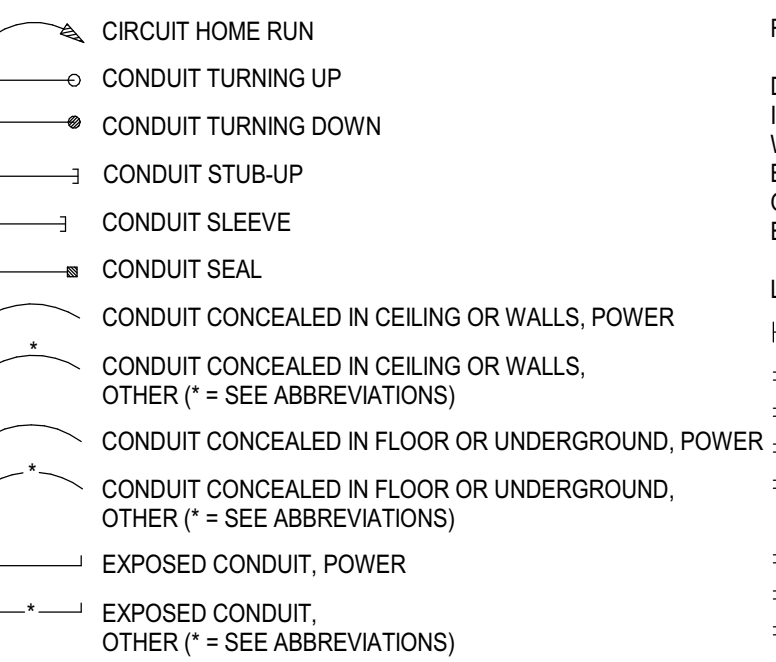 CIRCUIT HOME RUN
CONDUIT TURNING UP
CONDUIT TURNING DOWN
CONDUIT STUB-UP
CONDUIT SLEEVE
CONDUIT SEAL
CONDUIT CONCEALED IN CEILING OR WALLS, POWER
*
CONDUIT CONCEALED IN CEILING OR WALLS,
OTHER (* = SEE ABBREVIATIONS)
CONDUIT CONCEALED IN FLOOR OR UNDERGROUND, POWER
*
CONDUIT CONCEALED IN FLOOR OR UNDERGROUND,
OTHER (* = SEE ABBREVIATIONS)
EXPOSED CONDUIT, POWER
*
EXPOSED CONDUIT,
OTHER (* = SEE ABBREVIATIONS)